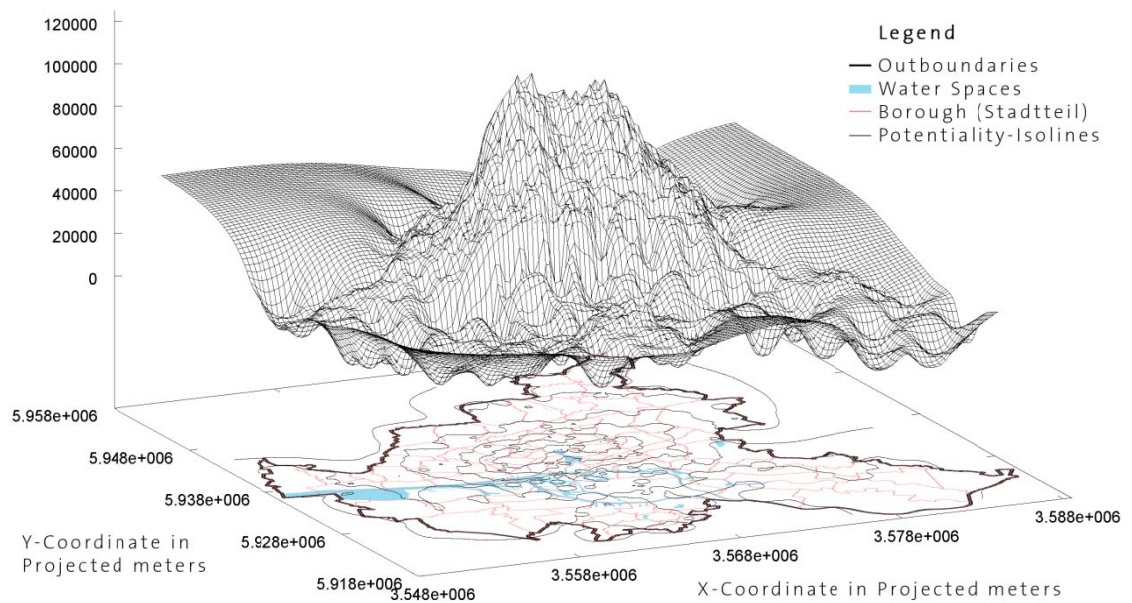 120000
100000
80000
60000
40000
20000
0
Legend
Outboundaries
Water Spaces
Borough (Stadtteil)
Potentiality-Isolines
5.958e+006
5.948e+006
5.938e+006
5.928e+006
5.918e+006
Y-Coordinate in
Projected meters
3.548e+006
3.558e+006
3.568e+006
3.578e+006
3.588e+006
X-Coordinate in Projected meters